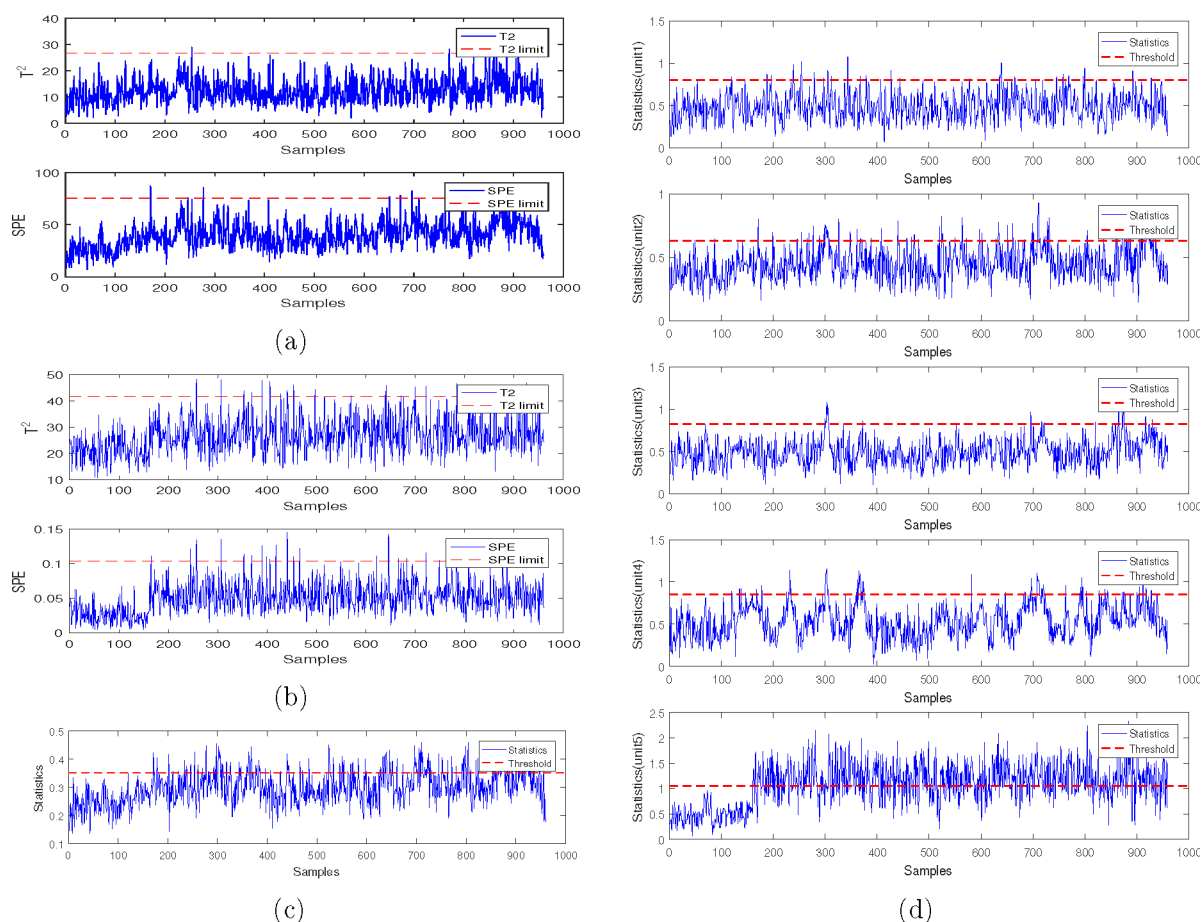 40
30
20
10
0
T2
T2
T2 limit
0 100 200 300 400 500 600 700 800 900 1000
Samples
100
50
0
SPE
SPE
SPE limit
0 100 200 300 400 500 600 700 800 900 1000
Samples
(a)
50
40
30
20
10
T2
T2
T2 limit
0 100 200 300 400 500 600 700 800 900 1000
Samples
0.15
0.1
0.05
0
SPE
SPE
SPE limit
0 100 200 300 400 500 600 700 800 900 1000
Samples
(b)
0.5
0.4
0.3
0.2
0.1
Statistics
Statistics
Threshold
0 100 200 300 400 500 600 700 800 900 1000
Samples
(c)
1.5
1
0.5
0
Statistics(unit1)
Statistics
Threshold
0 100 200 300 400 500 600 700 800 900 1000
Samples
1
0.5
0
Statistics(unit2)
Statistics
Threshold
0 100 200 300 400 500 600 700 800 900 1000
Samples
1.5
1
0.5
0
Statistics(unit3)
Statistics
Threshold
0 100 200 300 400 500 600 700 800 900 1000
Samples
1.5
1
0.5
0
Statistics(unit4)
Statistics
Threshold
0 100 200 300 400 500 600 700 800 900 1000
Samples
2.5
2
1.5
1
0.5
0
Statistics(unit5)
Statistics
Threshold
0 100 200 300 400 500 600 700 800 900 1000
Samples
(d)